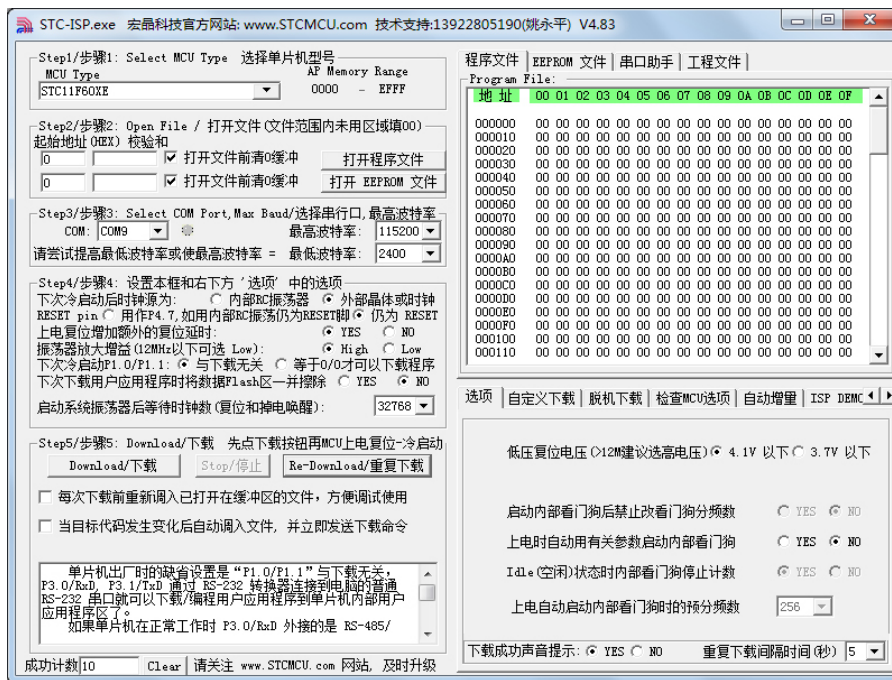 STC-ISP.exe 宏晶科技官方网站: www.STCMCU.com 技术支持:13922805190(姚永平) V4.83
Step1/步骤1: Select MCU Type 选择单片机型号
MCU Type AP Memory Range
STC11F60XE 0000 - EFFF
Step2/步骤2: Open File / 打开文件(文件范围内未用区域填00)
起始地址(HEX) 校验和
0 打开文件前清0缓冲 打开程序文件
0 打开文件前清0缓冲 打开 EEPROM 文件
Step3/步骤3: Select COM Port,Max Baud/选择串行口,最高波特率
COM: COM9 最高波特率: 115200
请尝试提高最低波特率或使最高波特率 = 最低波特率: 2400
Step4/步骤4: 设置本框和右下方 '选项' 中的选项
下次冷启动后时钟源为: 内部RC振荡器 外部晶体或时钟
RESET pin 用作P4.7,如用内部RC振荡仍为RESET脚 仍为 RESET
上电复位增加额外的复位延时: YES NO
振荡器放大增益(12MHz以下可选 Low): High Low
下次冷启动P1.0/P1.1: 与下载无关 等于0/0才可以下载程序
下次下载用户应用程序时将数据Flash区一并擦除 YES NO
启动系统振荡器后等待时钟数(复位和掉电唤醒): 32768
Step5/步骤5: Download/下载 先点下载按钮再MCU上电复位-冷启动
Download/下载 Stop/停止 Re-Download/重复下载
每次下载前重新调入已打开在缓冲区的文件，方便调试使用
当目标代码发生变化后自动调入文件，并立即发送下载命令
单片机出厂时的缺省设置是“P1.0/P1.1”与下载无关，
P3.0/RxD, P3.1/TxD 通过 RS-232 转换器连接到电脑的普通
RS-232 串口就可以下载/编程用户应用程序到单片机内部用户
应用程序区了。
如果单片机在正常工作时 P3.0/RxD 外接的是 RS-485/
成功计数 10 Clear 请关注 www.STCMCU.com 网站, 及时升级
程序文件 EEPROM 文件 串口助手 工程文件
Program File:
地址 00 01 02 03 04 05 06 07 08 09 0A 0B 0C 0D 0E 0F
000000 00 00 00 00 00 00 00 00 00 00 00 00 00 00 00 00
000010 00 00 00 00 00 00 00 00 00 00 00 00 00 00 00 00
000020 00 00 00 00 00 00 00 00 00 00 00 00 00 00 00 00
000030 00 00 00 00 00 00 00 00 00 00 00 00 00 00 00 00
000040 00 00 00 00 00 00 00 00 00 00 00 00 00 00 00 00
000050 00 00 00 00 00 00 00 00 00 00 00 00 00 00 00 00
000060 00 00 00 00 00 00 00 00 00 00 00 00 00 00 00 00
000070 00 00 00 00 00 00 00 00 00 00 00 00 00 00 00 00
000080 00 00 00 00 00 00 00 00 00 00 00 00 00 00 00 00
000090 00 00 00 00 00 00 00 00 00 00 00 00 00 00 00 00
0000A0 00 00 00 00 00 00 00 00 00 00 00 00 00 00 00 00
0000B0 00 00 00 00 00 00 00 00 00 00 00 00 00 00 00 00
0000C0 00 00 00 00 00 00 00 00 00 00 00 00 00 00 00 00
0000D0 00 00 00 00 00 00 00 00 00 00 00 00 00 00 00 00
0000E0 00 00 00 00 00 00 00 00 00 00 00 00 00 00 00 00
0000F0 00 00 00 00 00 00 00 00 00 00 00 00 00 00 00 00
000100 00 00 00 00 00 00 00 00 00 00 00 00 00 00 00 00
000110 00 00 00 00 00 00 00 00 00 00 00 00 00 00 00 00
选项 自定义下载 脱机下载 检查MCU选项 自动增量 ISP DEMO
低压复位电压(>12M建议选高电压) 4.1V 以下 3.7V 以下
启动内部看门狗后禁止改看门狗分频数 YES NO
上电时自动用有关参数启动内部看门狗 YES NO
Idle(空闲)状态时内部看门狗停止计数 YES NO
上电自动启动内部看门狗时的预分频数 256
下载成功声音提示: YES NO 重复下载间隔时间(秒) 5